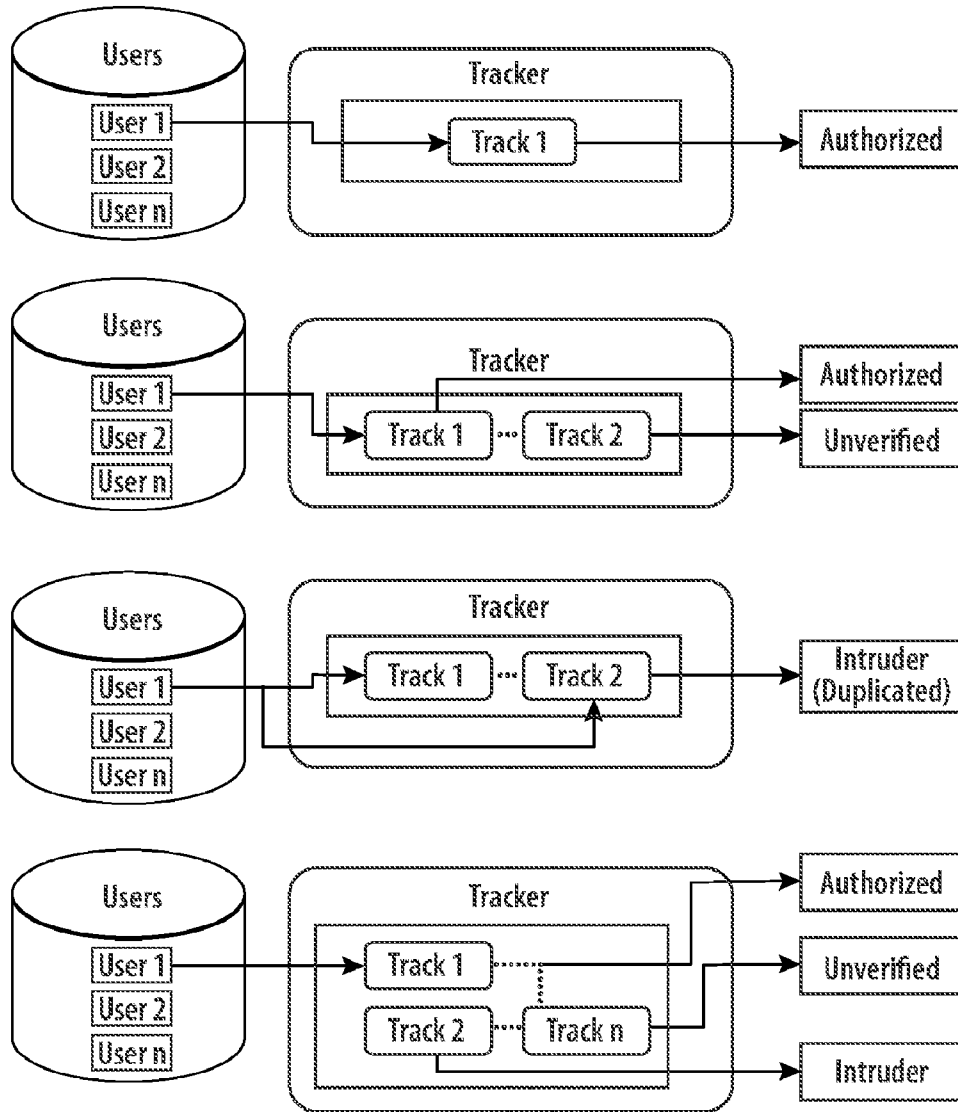 Users
User 1
User 2
User n
Tracker
Track 1
Authorized
Users
User 1
User 2
User n
Tracker
Track 1
Track 2
Authorized
Unverified
Users
User 1
User 2
User n
Tracker
Track 1
Track 2
Intruder
(Duplicated)
Users
User 1
User 2
User n
Tracker
Track 1
Track 2
Track n
Authorized
Unverified
Intruder